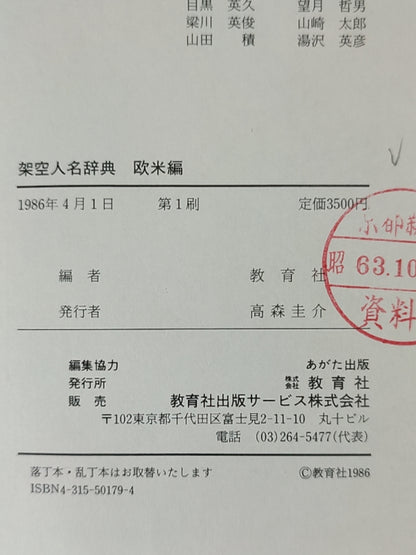 目黒 英久 望月 哲男
梁川 英俊 山崎 太郎
山田 積 湯沢 英彦
架空人名辞典 欧米編
1986年4月1日 第1刷 定価3500円
編者 教育社
発行者 高森圭介
編集協力 あがた出版
発行所 株式会社 教育社
販売 教育社出版サービス株式会社
〒102東京都千代田区富士見2-11-10 丸十ビル
電話 (03)264-5477(代表)
落丁本・乱丁本はお取替いたします
ISBN4-315-50179-4
©教育社1986
京都
昭 63.10
資料